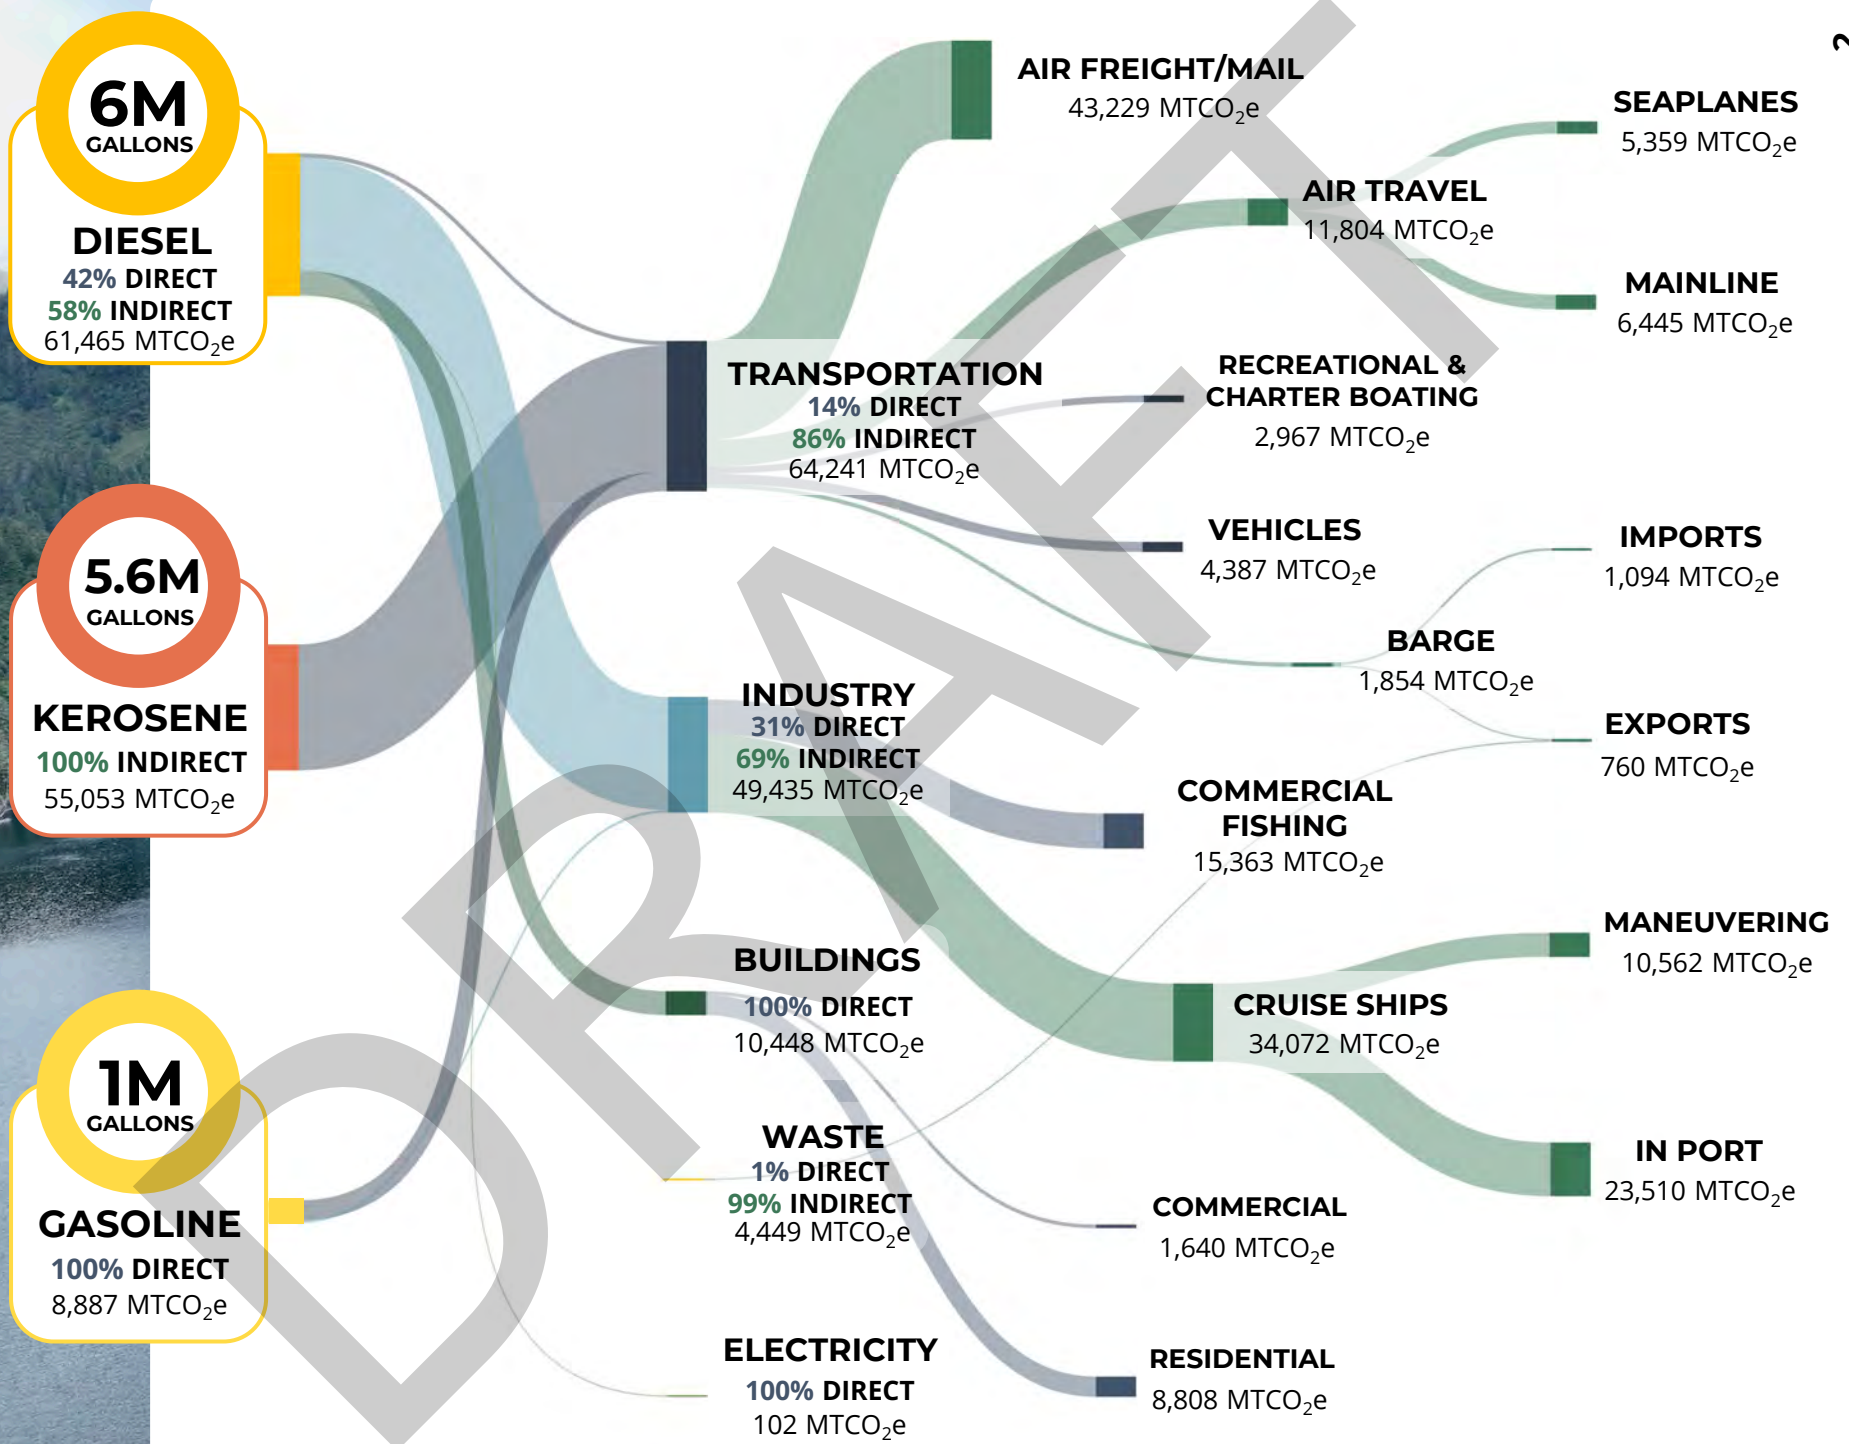 6M
GALLONS
DIESEL
42% DIRECT
58% INDIRECT
61,465 MTCO₂e
5.6M
GALLONS
KEROSENE
100% INDIRECT
55,053 MTCO₂e
1M
GALLONS
GASOLINE
100% DIRECT
8,887 MTCO₂e
TRANSPORTATION
14% DIRECT
86% INDIRECT
64,241 MTCO₂e
INDUSTRY
31% DIRECT
69% INDIRECT
49,435 MTCO₂e
BUILDINGS
100% DIRECT
10,448 MTCO₂e
WASTE
1% DIRECT
99% INDIRECT
4,449 MTCO₂e
ELECTRICITY
100% DIRECT
102 MTCO₂e
AIR FREIGHT/MAIL
43,229 MTCO₂e
AIR TRAVEL
11,804 MTCO₂e
RECREATIONAL &
CHARTER BOATING
2,967 MTCO₂e
VEHICLES
4,387 MTCO₂e
BARGE
1,854 MTCO₂e
COMMERCIAL
FISHING
15,363 MTCO₂e
CRUISE SHIPS
34,072 MTCO₂e
COMMERCIAL
1,640 MTCO₂e
RESIDENTIAL
8,808 MTCO₂e
SEAPLANES
5,359 MTCO₂e
MAINLINE
6,445 MTCO₂e
IMPORTS
1,094 MTCO₂e
EXPORTS
760 MTCO₂e
MANEUVERING
10,562 MTCO₂e
IN PORT
23,510 MTCO₂e
DRAFT